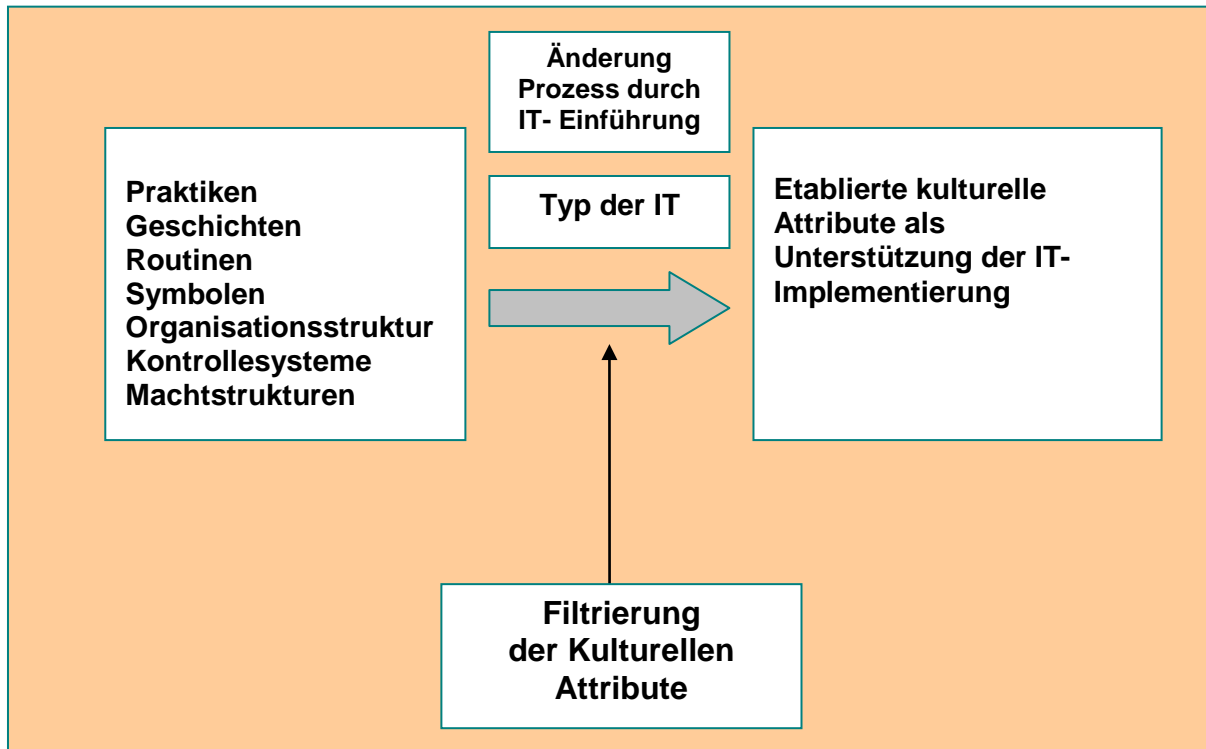 Änderung
Prozess durch
IT- Einführung
Praktiken
Geschichten
Routinen
Symbolen
Organisationsstruktur
Kontrollesysteme
Machtstrukturen
Typ der IT
Etablierte kulturelle
Attribute als
Unterstützung der IT-
Implementierung
Filtrierung
der Kulturellen
Attribute